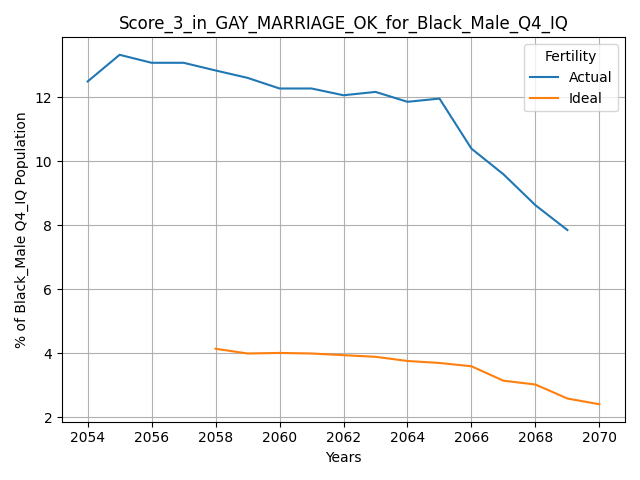 Score_3_in_GAY_MARRIAGE_OK_for_Black_Male_Q4_IQ
Fertility
Actual
Ideal
% of Black_Male Q4_IQ Population
12
10
8
6
4
2
2054 2056 2058 2060 2062 2064 2066 2068 2070
Years